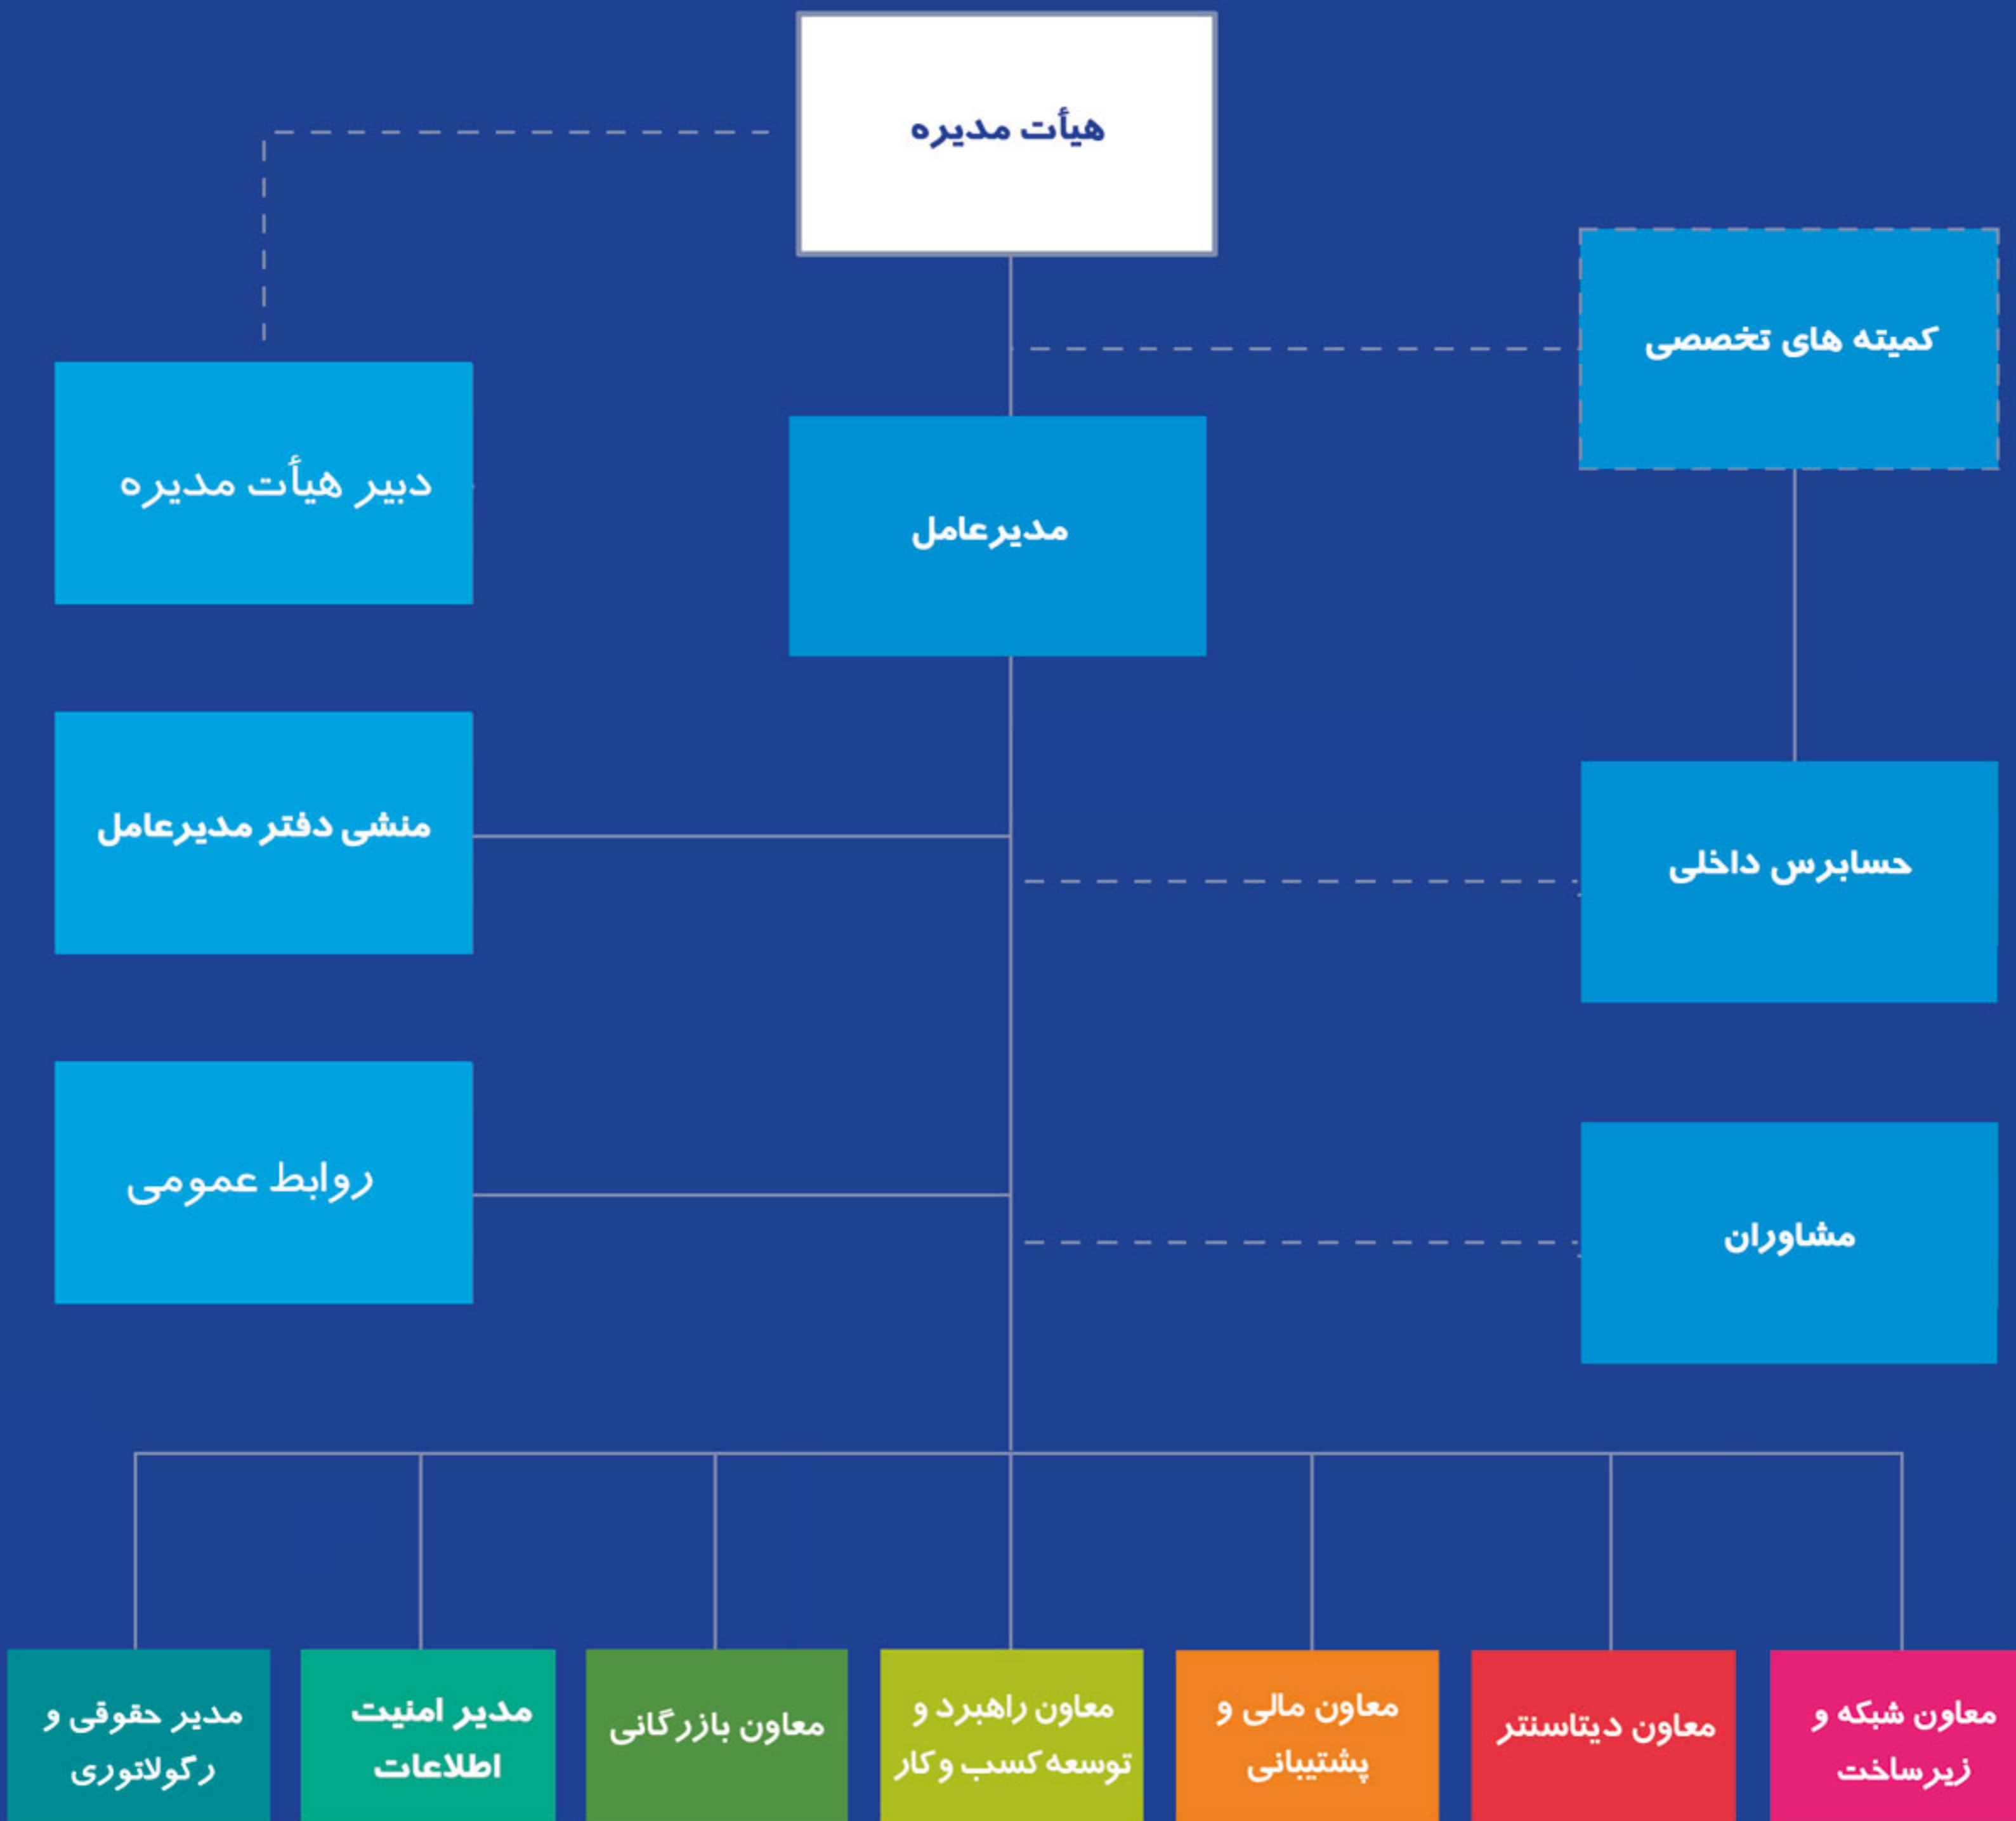 هیأت مدیره
کمیته های تخصصی
دبیر هیأت مدیره
مدیرعامل
منشی دفتر مدیرعامل
حسابرس داخلی
روابط عمومی
مشاوران
معاون شبکه و
زیرساخت
معاون دیتاسنتر
معاون مالی و
پشتیبانی
معاون راهبرد و
توسعه کسب و کار
معاون بازرگانی
مدیر امنیت
اطلاعات
مدیر حقوقی و
رگولاتوری